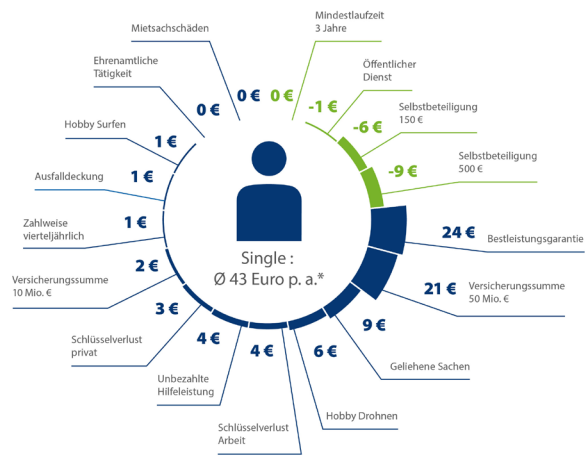 Mietsachschäden
0 €
Mindestlaufzeit
3 Jahre
0 €
Öffentlicher
Dienst
-1 €
Selbstbeteiligung
150 €
-6 €
Selbstbeteiligung
500 €
-9 €
Bestleistungsgarantie
24 €
Versicherungssumme
50 Mio. €
21 €
Geliehene Sachen
9 €
Hobby Drohnen
6 €
Schlüsselverlust
Arbeit
4 €
Unbezahlte
Hilfeleistung
4 €
Schlüsselverlust
privat
3 €
Versicherungssumme
10 Mio. €
2 €
Zahlweise
vierteljährlich
1 €
Ausfalldeckung
1 €
Hobby Surfen
1 €
Ehrenamtliche
Tätigkeit
0 €
Single :
Ø 43 Euro p. a.*